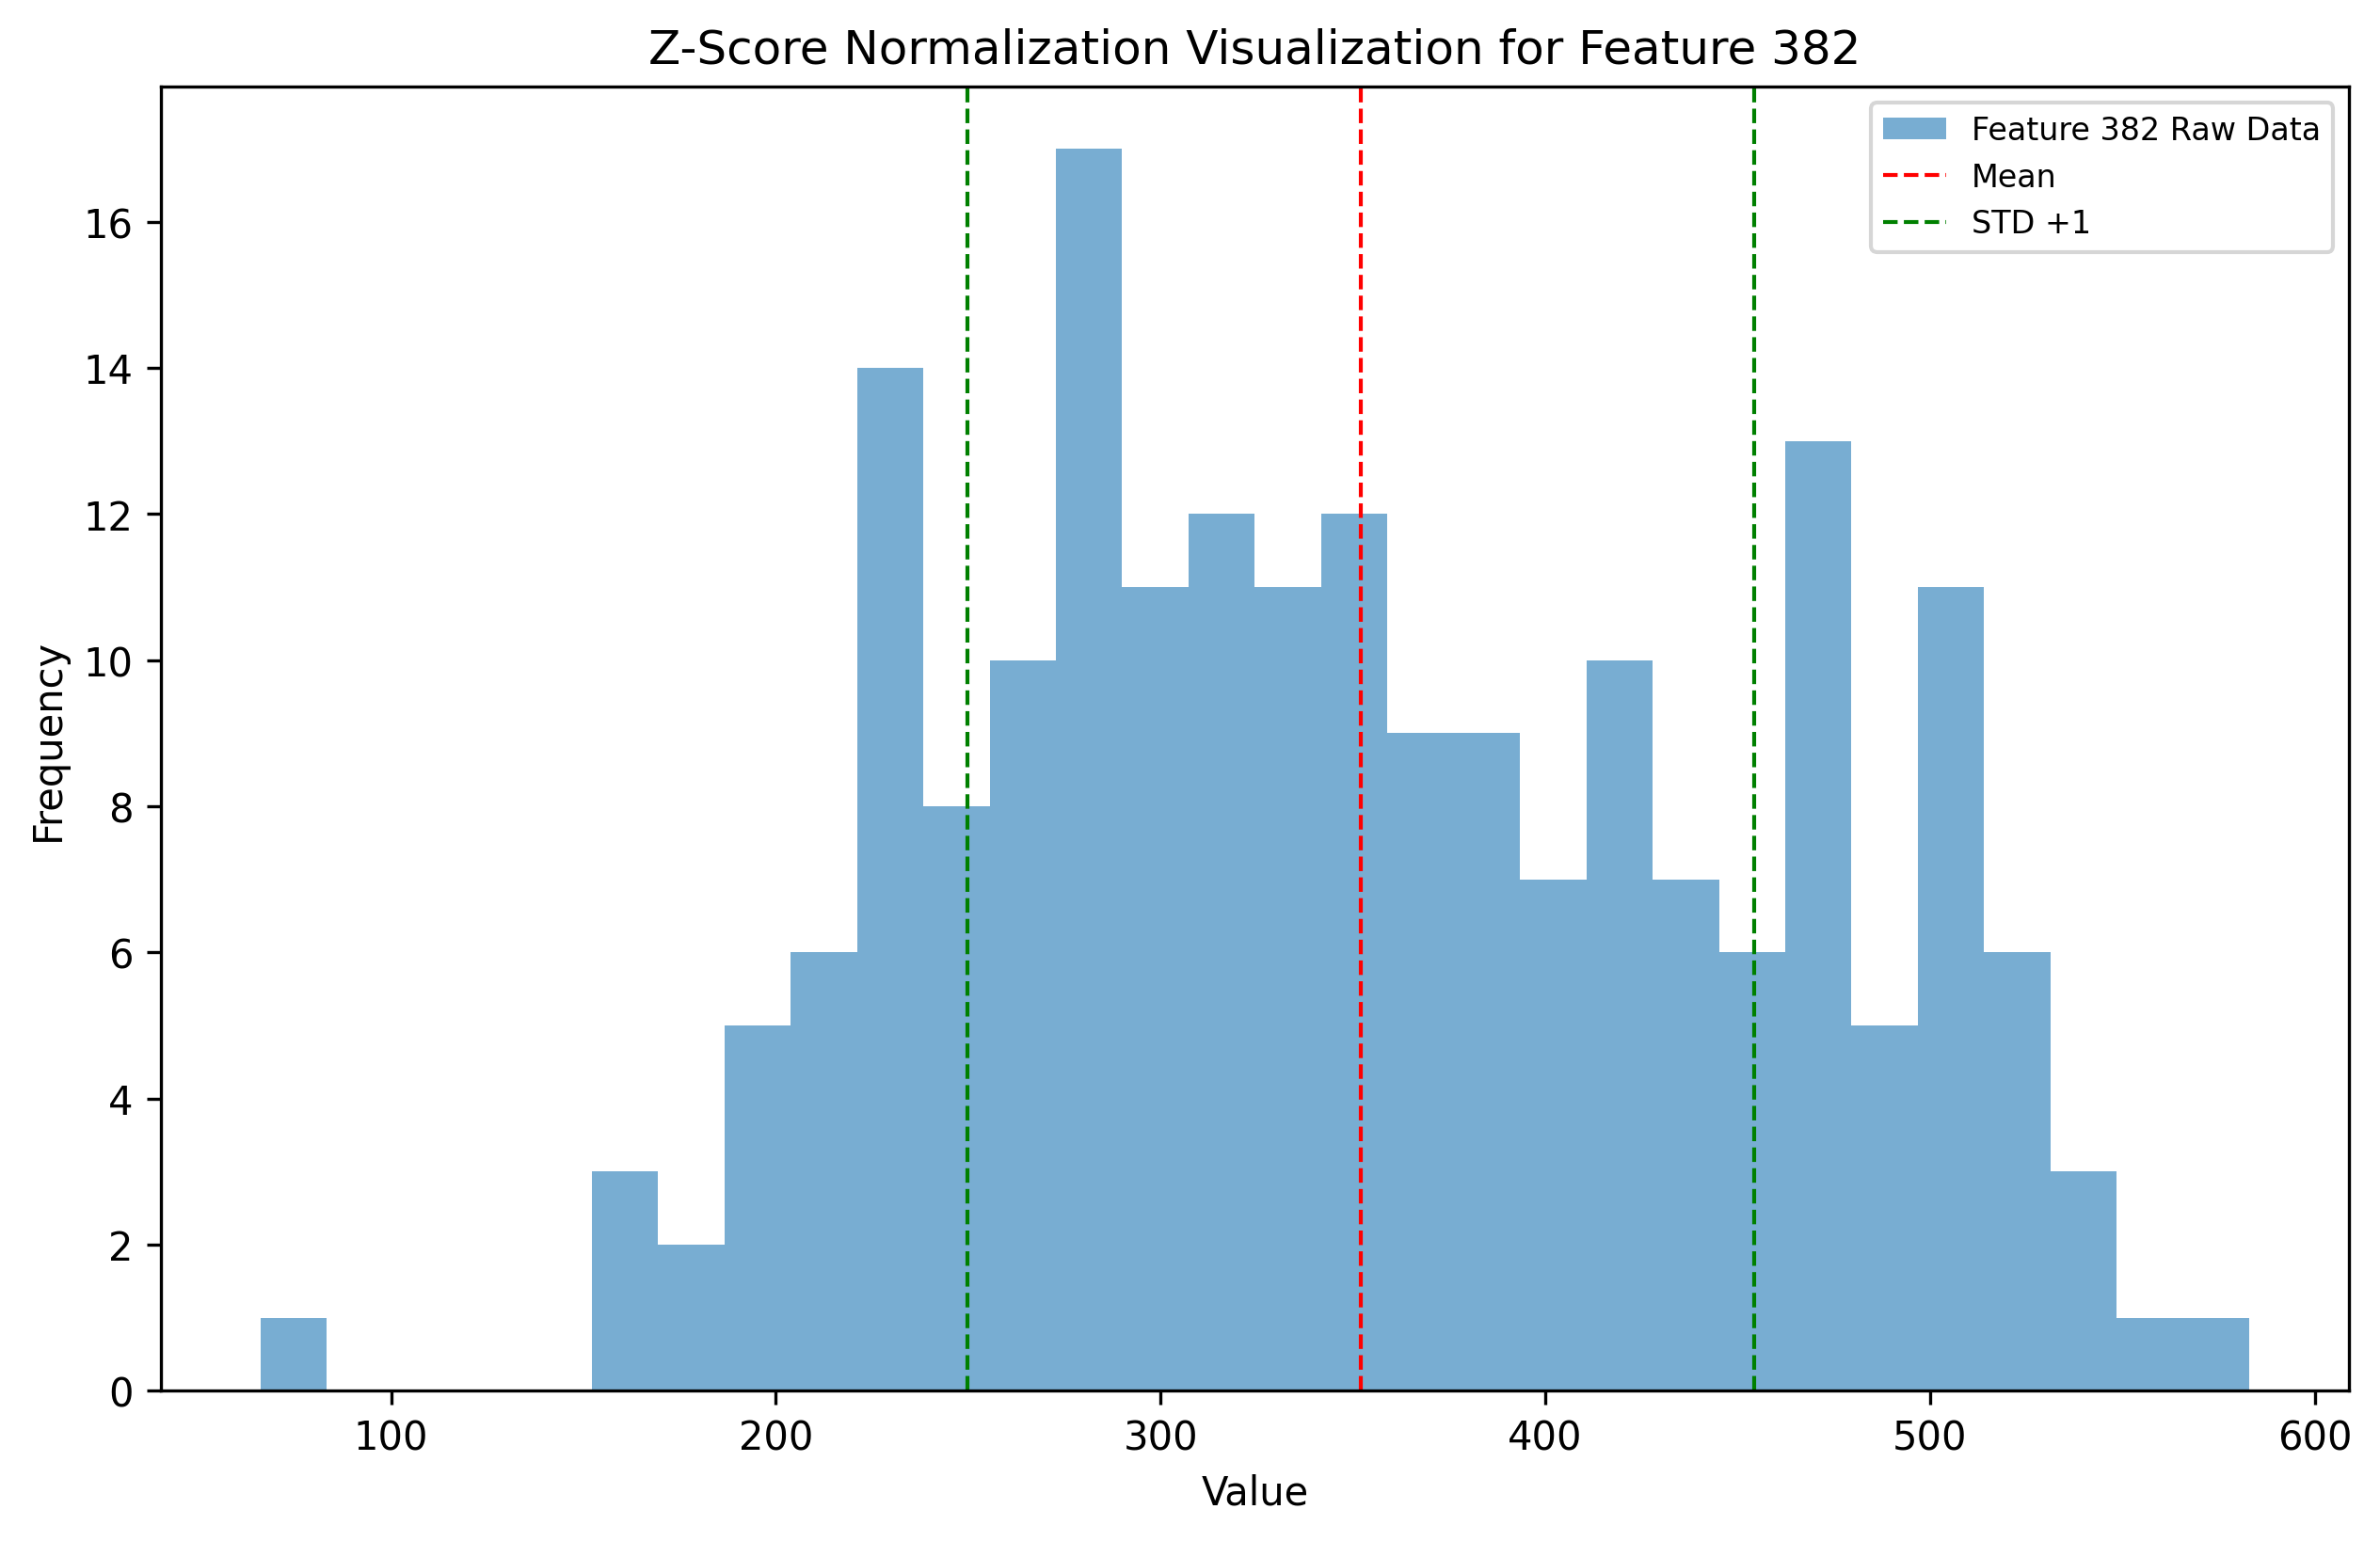 Z-Score Normalization Visualization for Feature 382
Feature 382 Raw Data
Mean
STD +1
16
14
12
10
8
6
4
2
0
Frequency
100 200 300 400 500 600
Value